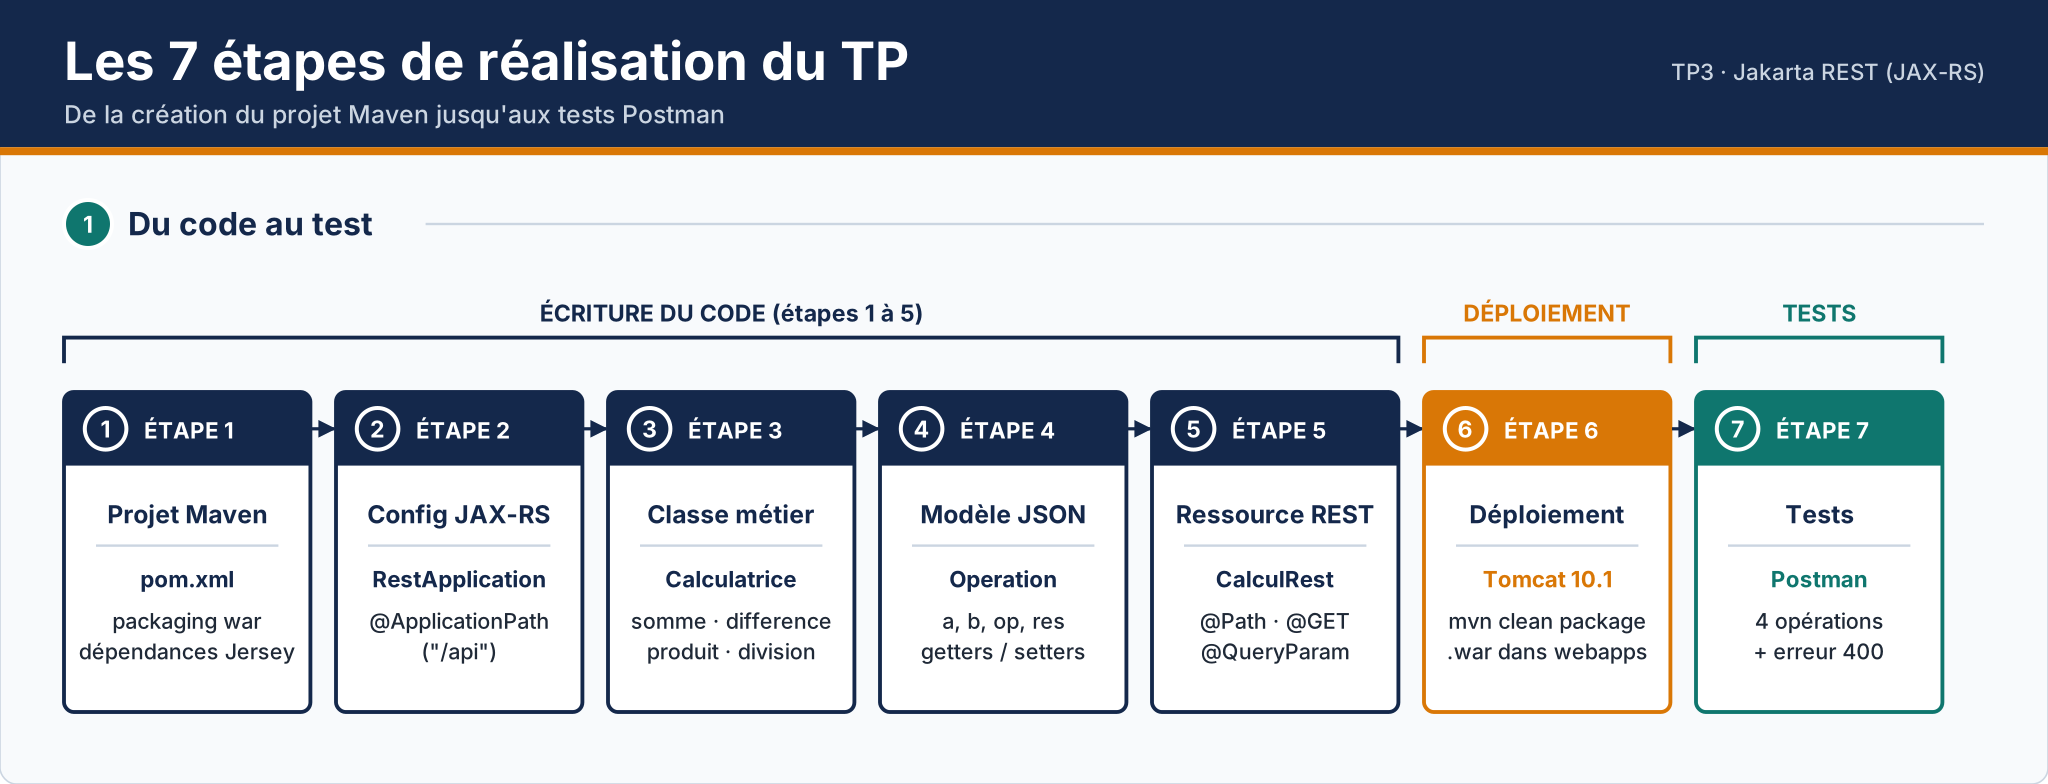 Les 7 étapes de réalisation du TP
De la création du projet Maven jusqu'aux tests Postman
TP3 · Jakarta REST (JAX-RS)
1 Du code au test
ÉCRITURE DU CODE (étapes 1 à 5)
DÉPLOIEMENT
TESTS
1 ÉTAPE 1
Projet Maven
pom.xml
packaging war
dépendances Jersey
2 ÉTAPE 2
Config JAX-RS
RestApplication
@ApplicationPath
("/api")
3 ÉTAPE 3
Classe métier
Calculatrice
somme · difference
produit · division
4 ÉTAPE 4
Modèle JSON
Operation
a, b, op, res
getters / setters
5 ÉTAPE 5
Ressource REST
CalculRest
@Path · @GET
@QueryParam
6 ÉTAPE 6
Déploiement
Tomcat 10.1
mvn clean package
.war dans webapps
7 ÉTAPE 7
Tests
Postman
4 opérations
+ erreur 400